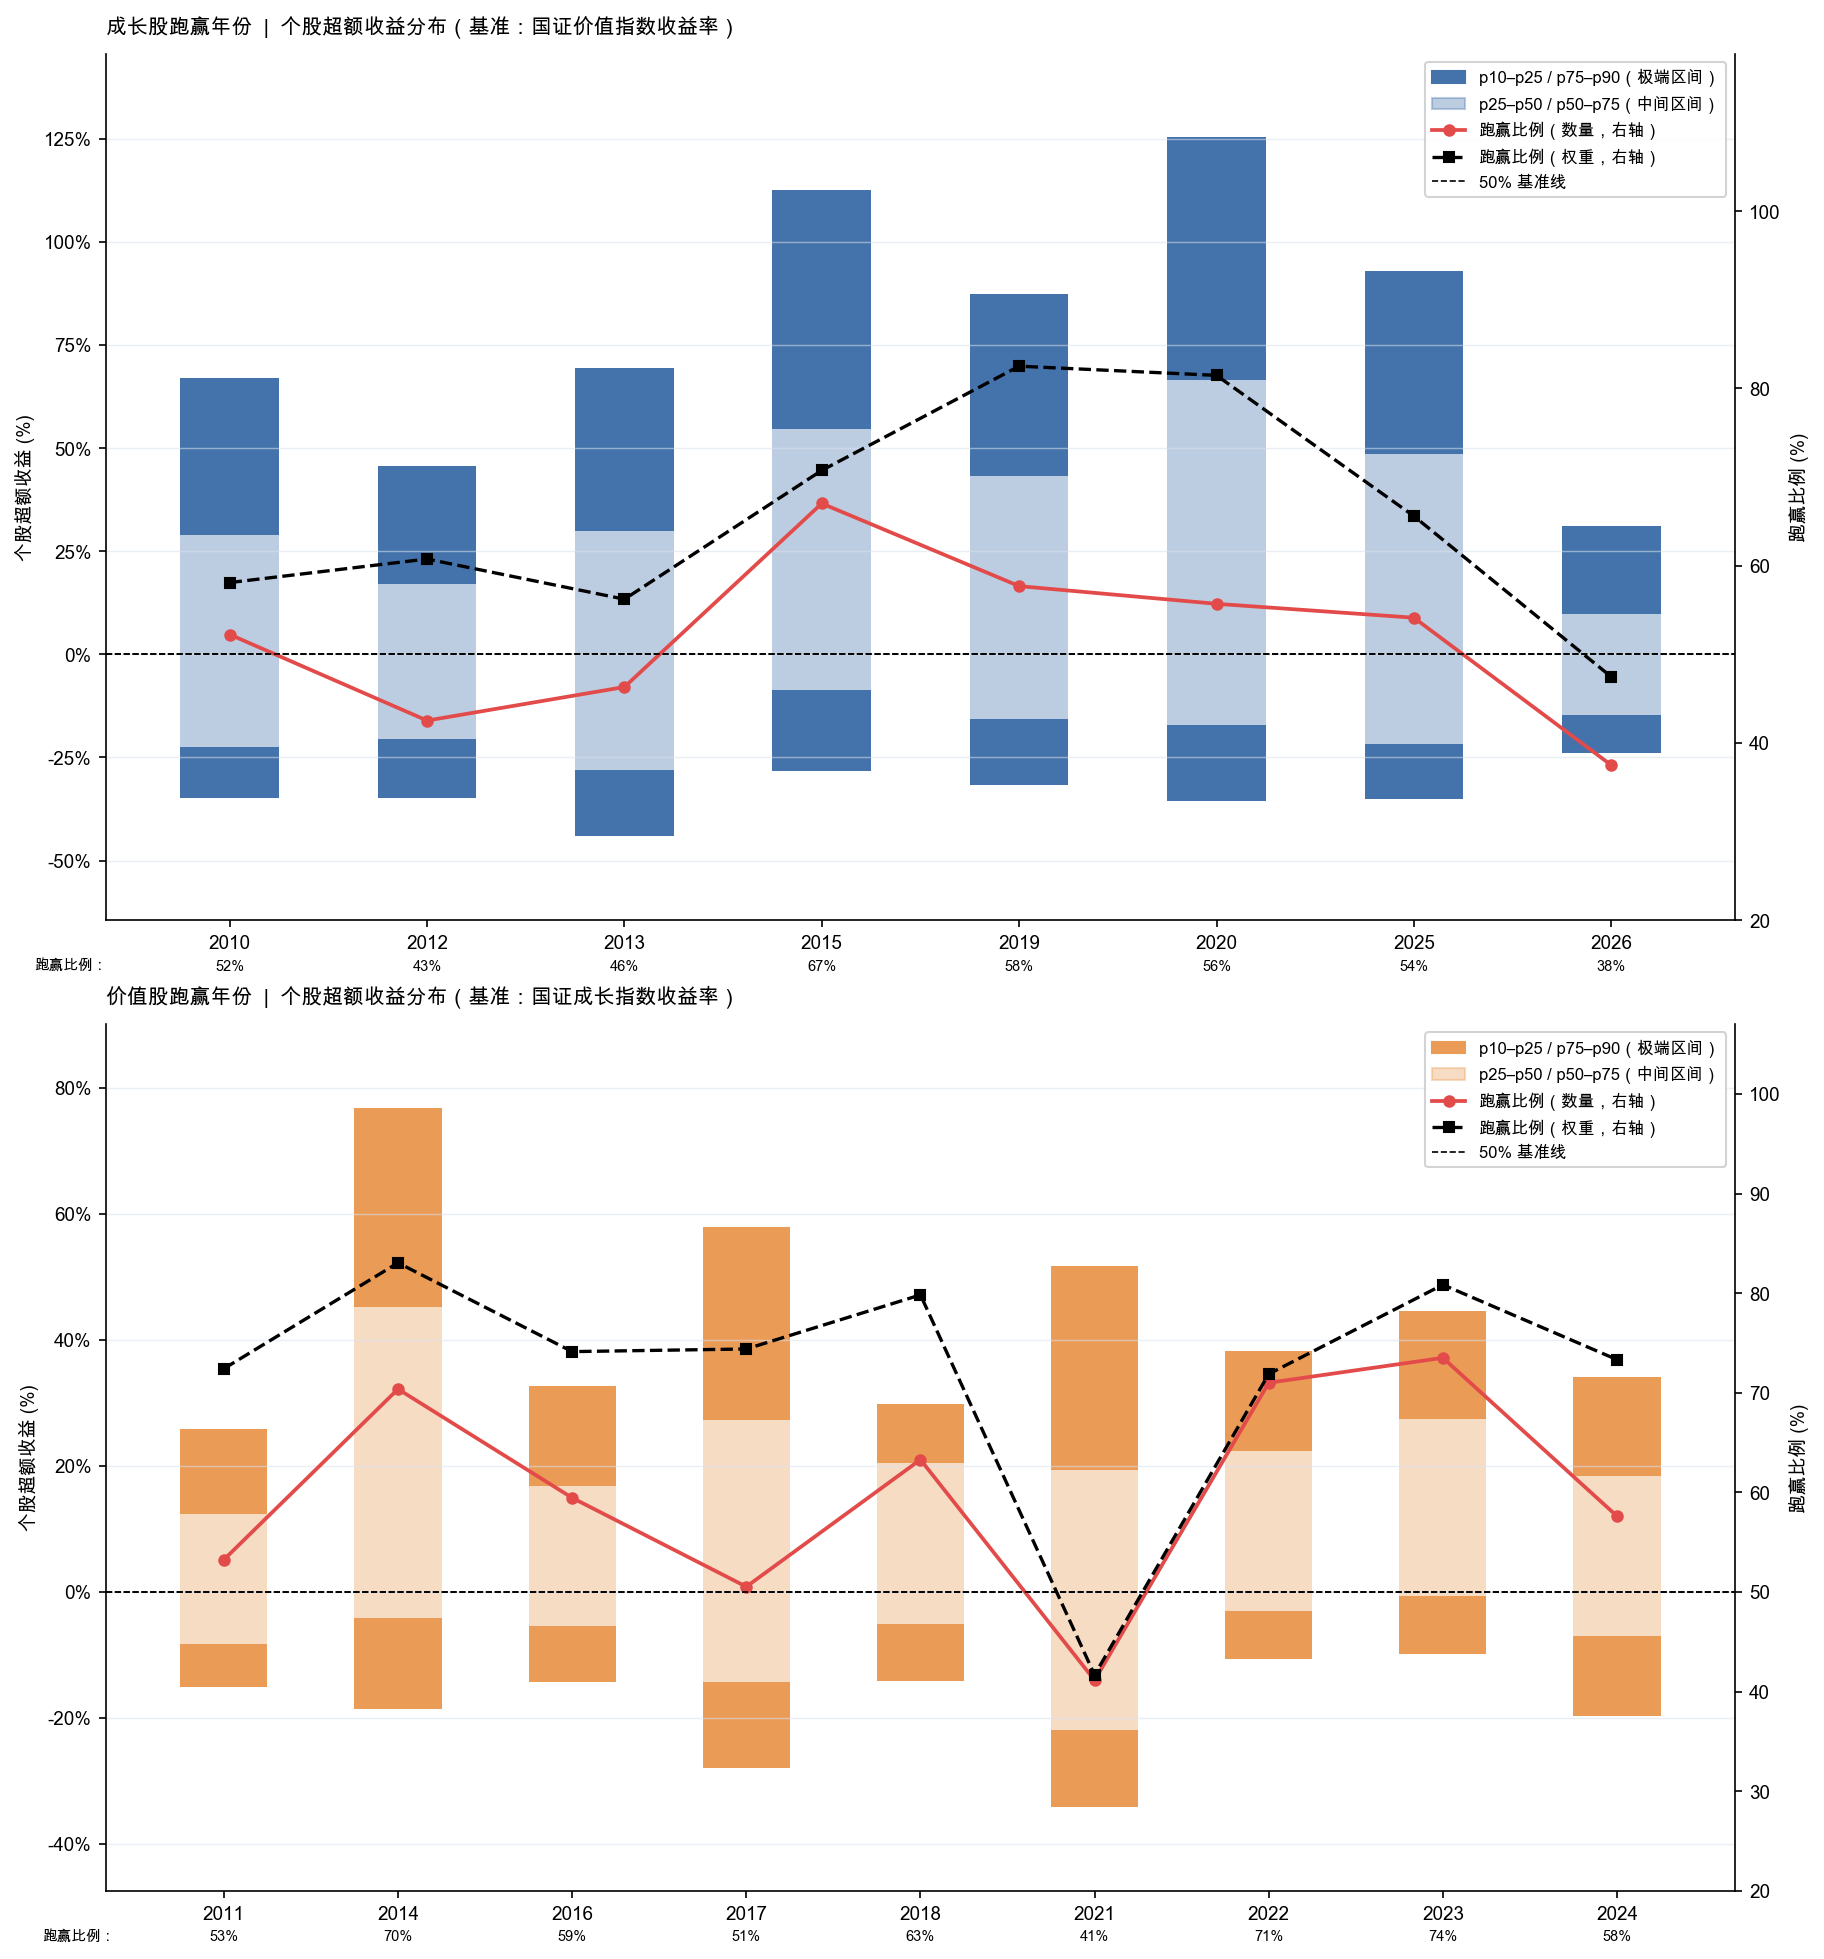 成长股跑赢年份 | 个股超额收益分布（基准：国证价值指数收益率）
p10–p25 / p75–p90（极端区间）
p25–p50 / p50–p75（中间区间）
跑赢比例（数量，右轴）
跑赢比例（权重，右轴）
50% 基准线
125%
100%
75%
50%
25%
0%
-25%
-50%
个股超额收益 (%)
100
80
60
40
20
跑赢比例 (%)
2010 2012 2013 2015 2019 2020 2025 2026
跑赢比例： 52% 43% 46% 67% 58% 56% 54% 38%
价值股跑赢年份 | 个股超额收益分布（基准：国证成长指数收益率）
p10–p25 / p75–p90（极端区间）
p25–p50 / p50–p75（中间区间）
跑赢比例（数量，右轴）
跑赢比例（权重，右轴）
50% 基准线
80%
60%
40%
20%
0%
-20%
-40%
个股超额收益 (%)
100
90
80
70
60
50
40
30
20
跑赢比例 (%)
2011 2014 2016 2017 2018 2021 2022 2023 2024
跑赢比例： 53% 70% 59% 51% 63% 41% 71% 74% 58%